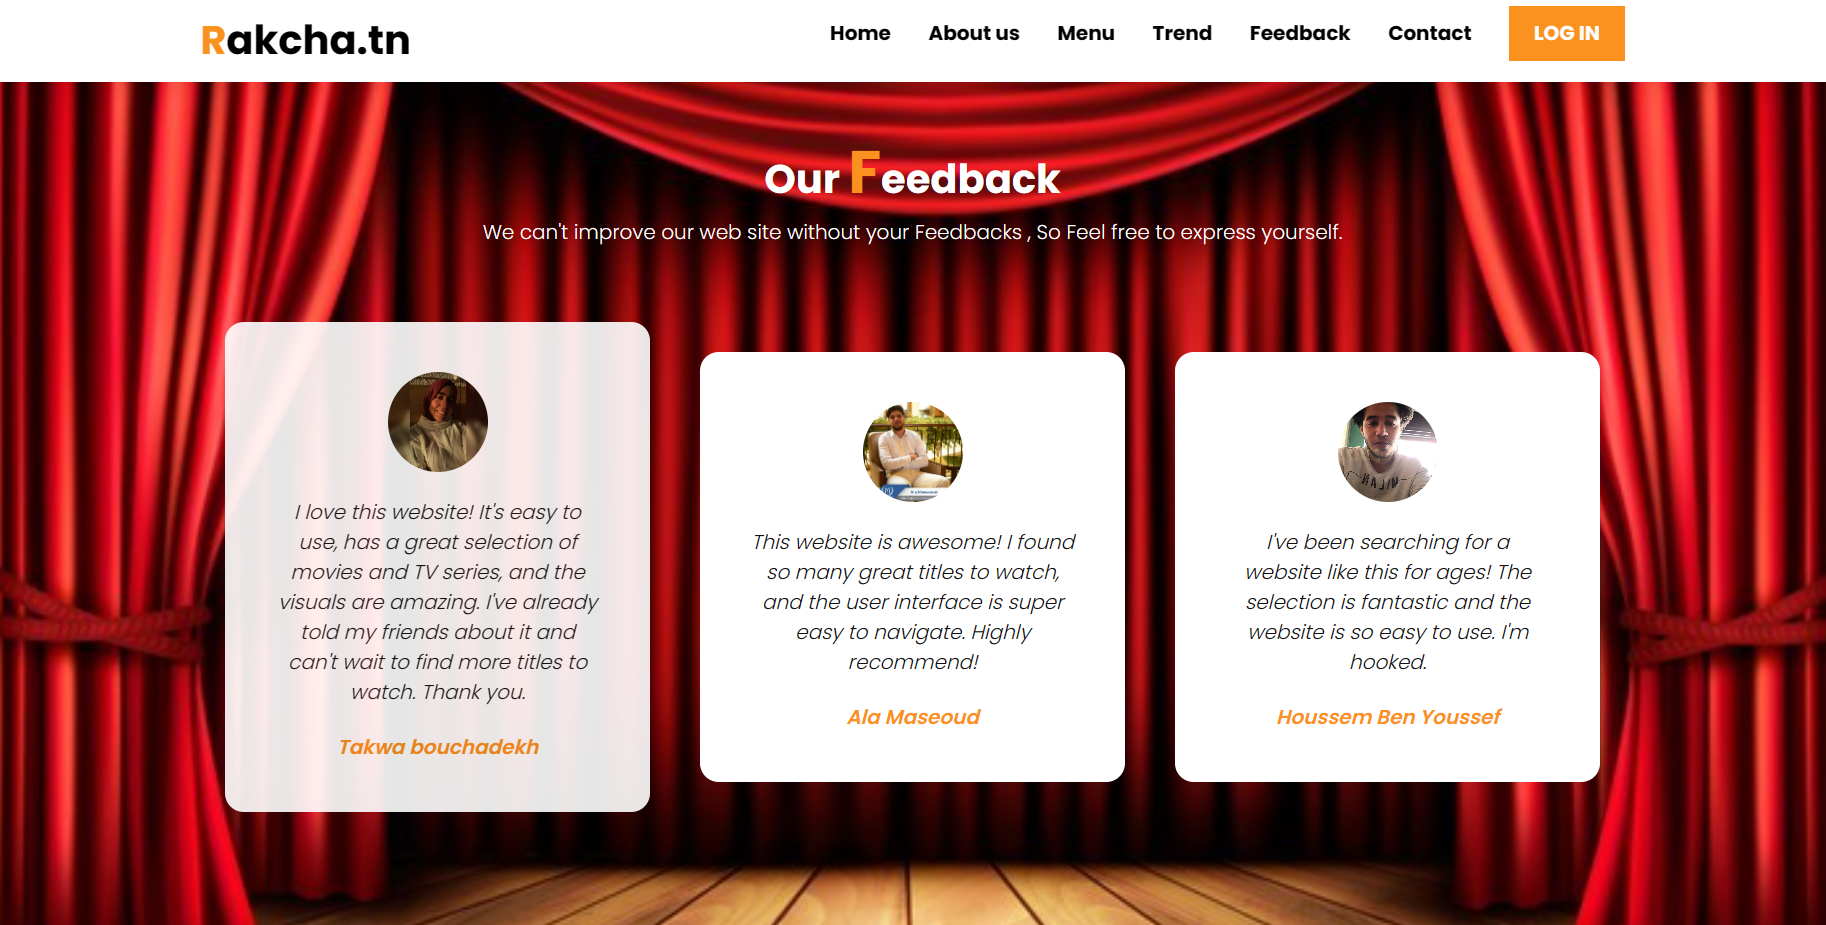 Rakcha.tn
Home About us Menu Trend Feedback Contact LOG IN
Our Feedback
We can't improve our web site without your Feedbacks , So Feel free to express yourself.
I love this website! It's easy to
use, has a great selection of
movies and TV series, and the
visuals are amazing. I've already
told my friends about it and
can't wait to find more titles to
watch. Thank you.
Takwa bouchadekh
This website is awesome! I found
so many great titles to watch,
and the user interface is super
easy to navigate. Highly
recommend!
Ala Maseoud
I've been searching for a
website like this for ages! The
selection is fantastic and the
website is so easy to use. I'm
hooked.
Houssem Ben Youssef